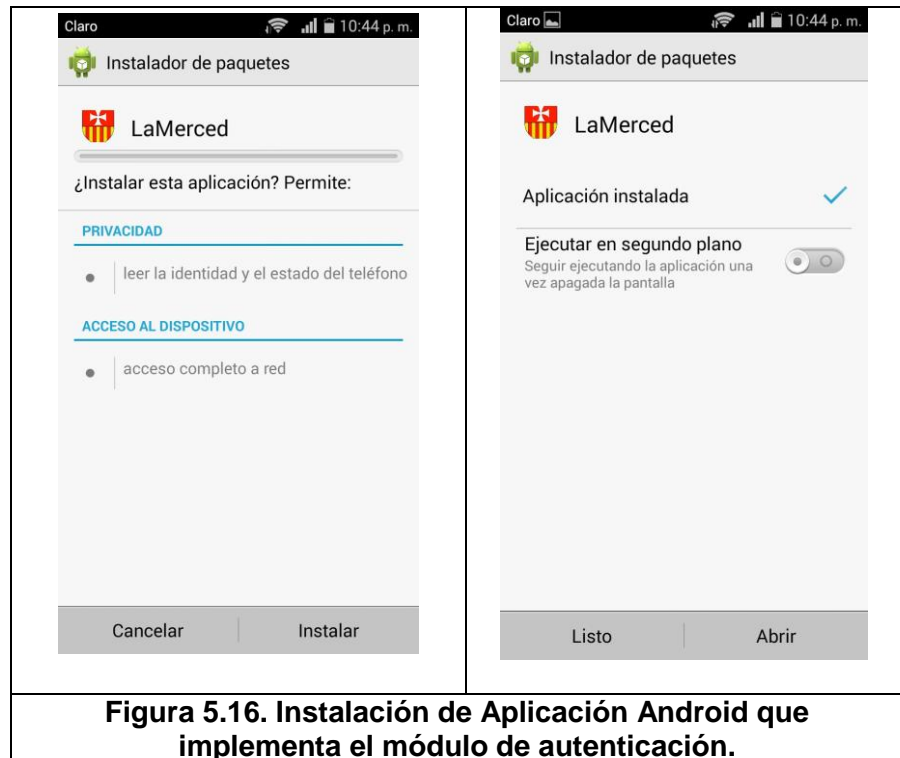 Claro 10:44 p. m.
Instalador de paquetes
LaMerced
¿Instalar esta aplicación? Permite:
PRIVACIDAD
leer la identidad y el estado del teléfono
ACCESO AL DISPOSITIVO
acceso completo a red
Cancelar Instalar
Claro 10:44 p. m.
Instalador de paquetes
LaMerced
Aplicación instalada
Ejecutar en segundo plano
Seguir ejecutando la aplicación una
vez apagada la pantalla
Listo Abrir
Figura 5.16. Instalación de Aplicación Android que
implementa el módulo de autenticación.